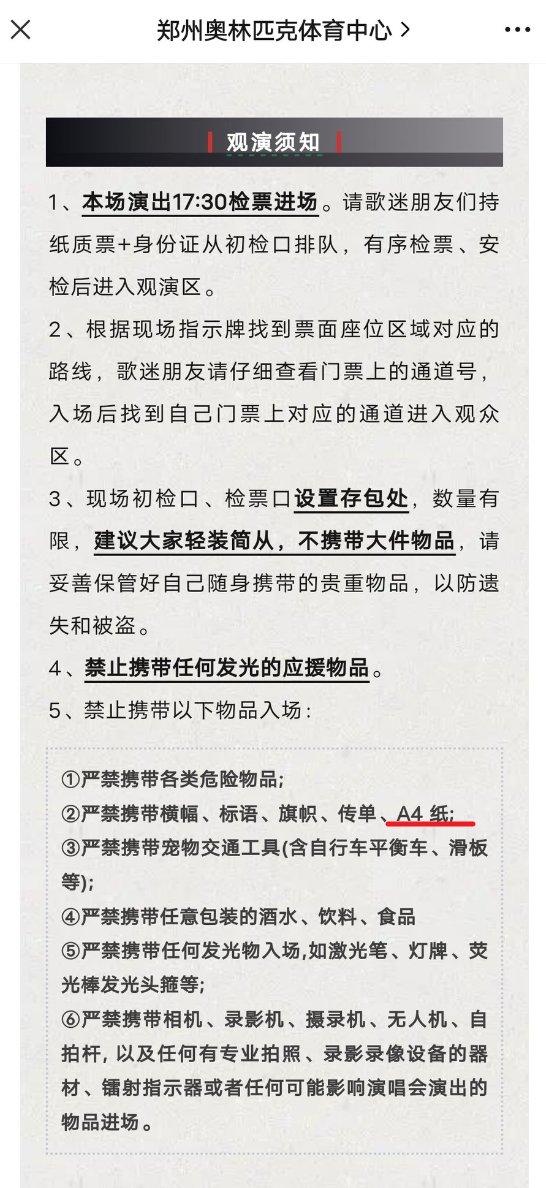 郑州奥林匹克体育中心
观演须知
1、本场演出17:30检票进场。请歌迷朋友们持
纸质票+身份证从初检口排队，有序检票、安
检后进入观演区。
2、根据现场指示牌找到票面座位区域对应的
路线，歌迷朋友请仔细查看门票上的通道号，
入场后找到自己门票上对应的通道进入观众
区。
3、现场初检口、检票口设置存包处，数量有
限，建议大家轻装简从，不携带大件物品，请
妥善保管好自己随身携带的贵重物品，以防遗
失和被盗。
4、禁止携带任何发光的应援物品。
5、禁止携带以下物品入场：
①严禁携带各类危险物品;
②严禁携带横幅、标语、旗帜、传单、A4 纸;
③严禁携带宠物交通工具(含自行车平衡车、滑板
等);
④严禁携带任意包装的酒水、饮料、食品
⑤严禁携带任何发光物入场,如激光笔、灯牌、荧
光棒发光头箍等;
⑥严禁携带相机、录影机、摄录机、无人机、自
拍杆, 以及任何有专业拍照、录影录像设备的器
材、镭射指示器或者任何可能影响演唱会演出的
物品进场。